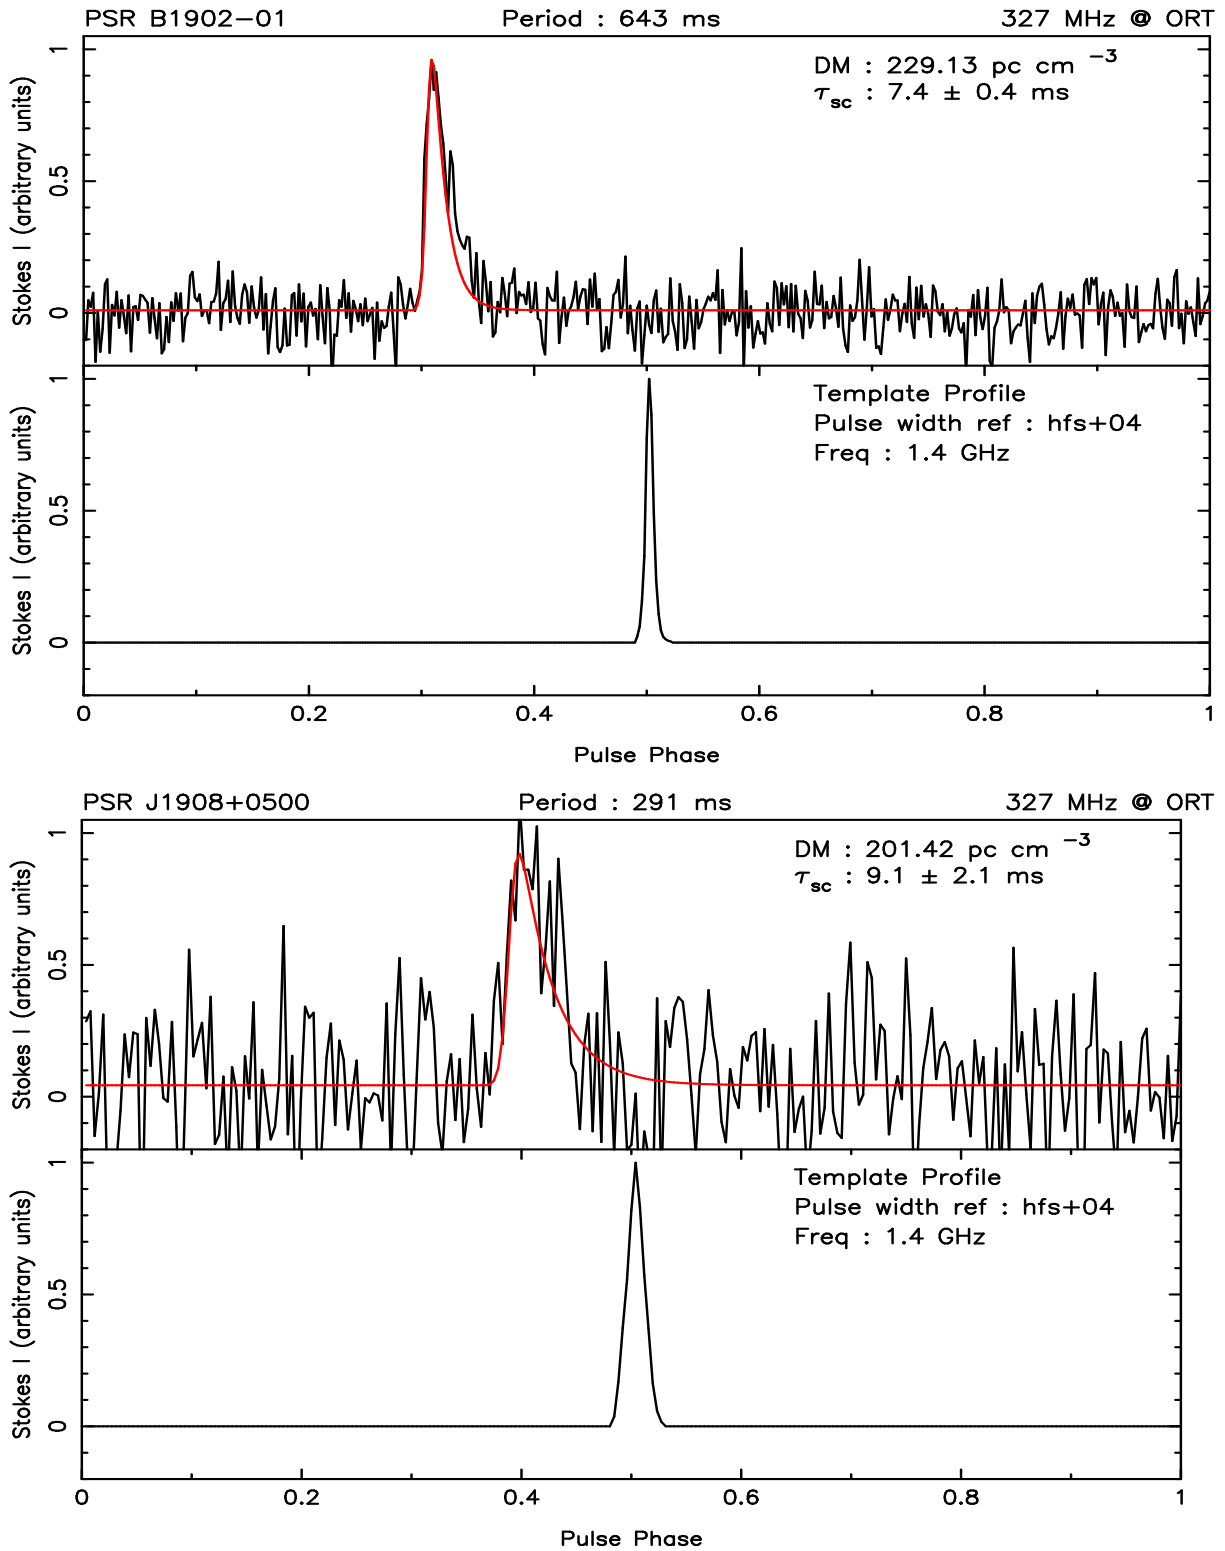 PSR B1902−01 Period : 643 ms 327 MHz @ ORT
DM : 229.13 pc cm −3
τsc : 7.4 ± 0.4 ms
Stokes I (arbitrary units)
1
0.5
0
Template Profile
Pulse width ref : hfs+04
Freq : 1.4 GHz
Stokes I (arbitrary units)
1
0.5
0
0 0.2 0.4 0.6 0.8 1
Pulse Phase
PSR J1908+0500 Period : 291 ms 327 MHz @ ORT
DM : 201.42 pc cm −3
τsc : 9.1 ± 2.1 ms
Stokes I (arbitrary units)
1
0.5
0
Template Profile
Pulse width ref : hfs+04
Freq : 1.4 GHz
Stokes I (arbitrary units)
1
0.5
0
0 0.2 0.4 0.6 0.8 1
Pulse Phase